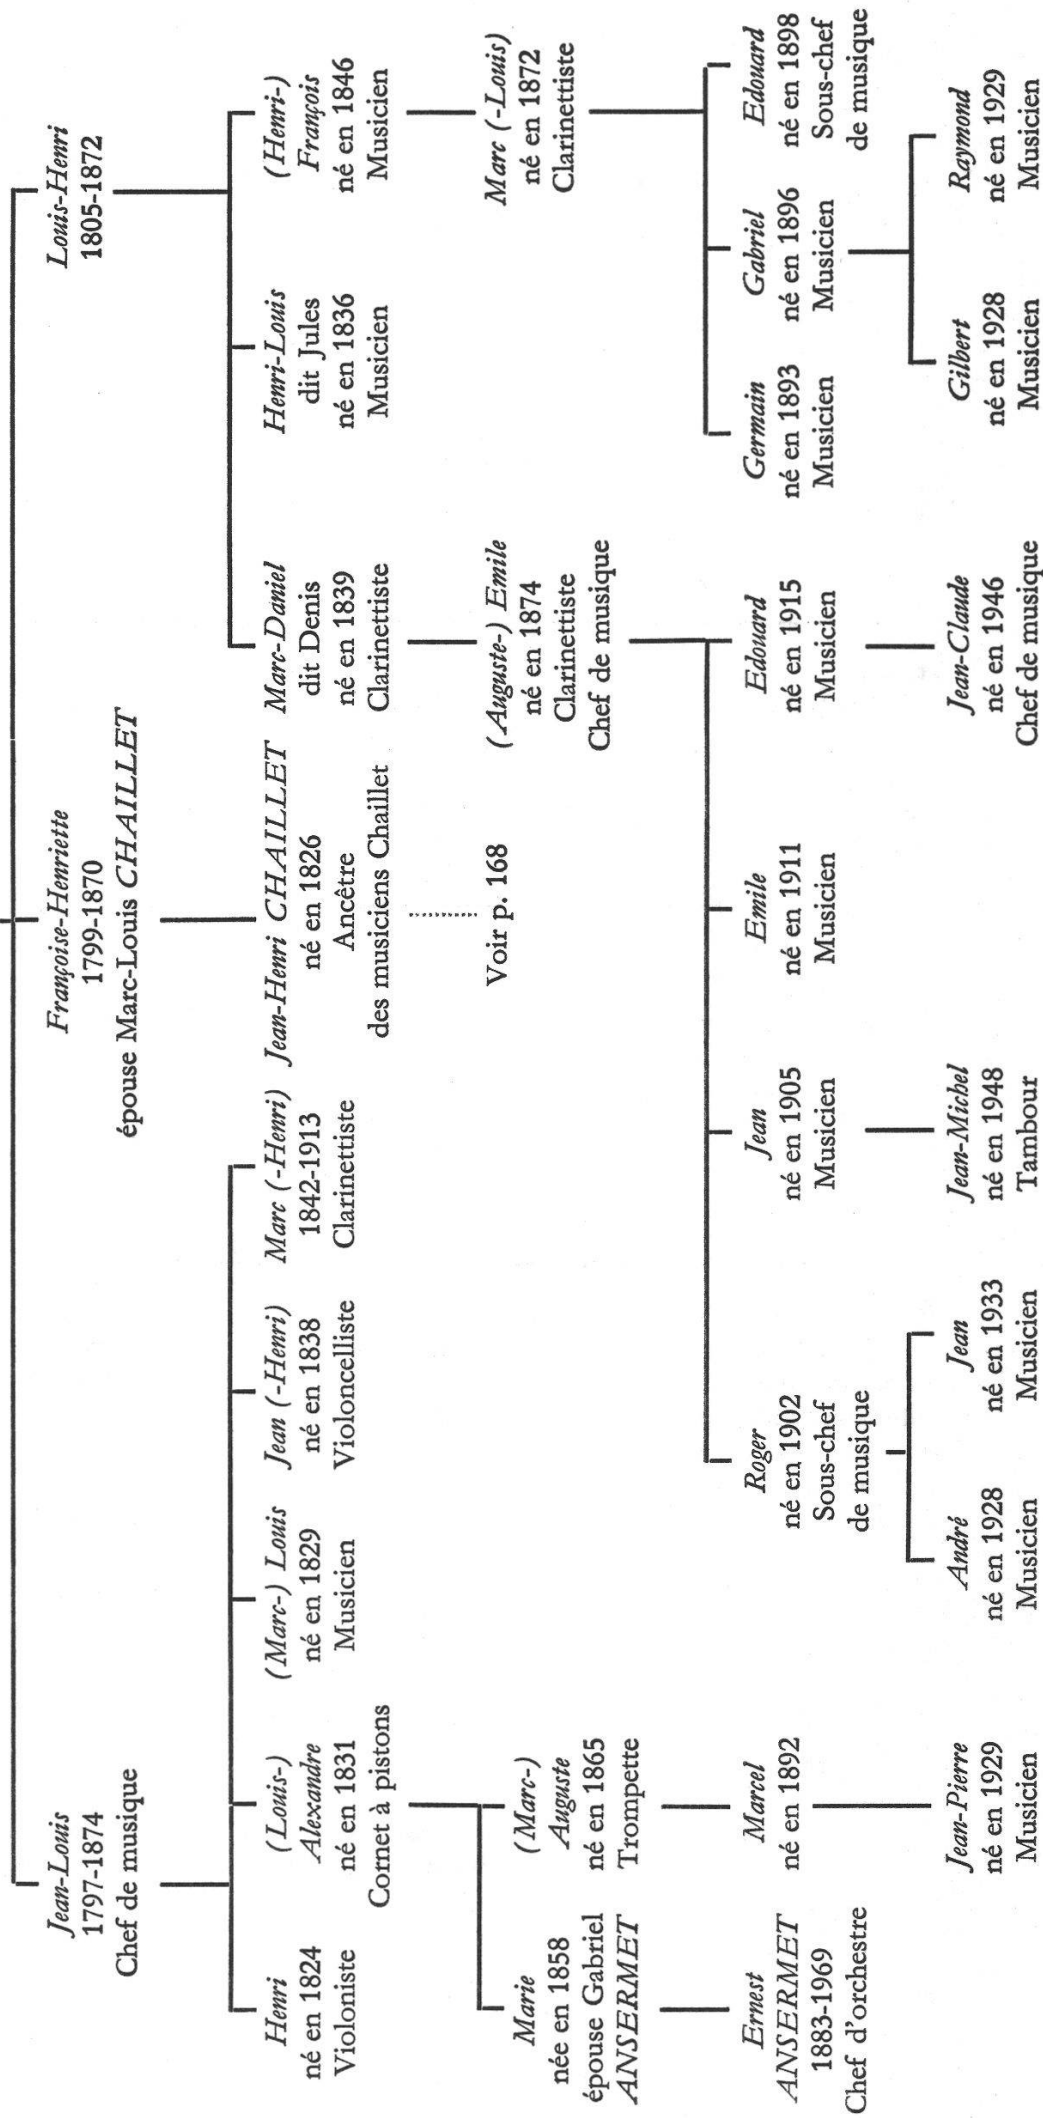 Jean-Louis
1797-1874
Chef de musique
Françoise-Henriette
1799-1870
épouse Marc-Louis CHAILLET
Louis-Henri
1805-1872
Henri
né en 1824
Violoniste
(Louis-)
Alexandre
né en 1831
Cornet à pistons
(Marc-) Louis
né en 1829
Musicien
Jean (-Henri)
né en 1838
Violoncelliste
Marc (-Henri)
1842-1913
Clarinettiste
Jean-Henri CHAILLET
né en 1826
Ancêtre
des musiciens Chaillet
Marc-Daniel
dit Denis
né en 1839
Clarinettiste
Henri-Louis
dit Jules
né en 1836
Musicien
(Henri-)
François
né en 1846
Musicien
Marie
née en 1858
épouse Gabriel
ANSERMET
(Marc-)
Auguste
né en 1865
Trompette
Voir p. 168
(Auguste-) Emile
né en 1874
Clarinettiste
Chef de musique
Marc (-Louis)
né en 1872
Clarinettiste
Ernest
ANSERMET
1883-1969
Chef d'orchestre
Marcel
né en 1892
Roger
né en 1902
Sous-chef
de musique
Jean
né en 1905
Musicien
Emile
né en 1911
Musicien
Edouard
né en 1915
Musicien
Germain
né en 1893
Musicien
Gabriel
né en 1896
Musicien
Edouard
né en 1898
Sous-chef
de musique
Jean-Pierre
né en 1929
Musicien
André
né en 1928
Musicien
Jean
né en 1933
Musicien
Jean-Michel
né en 1948
Tambour
Jean-Claude
né en 1946
Chef de musique
Gilbert
né en 1928
Musicien
Raymond
né en 1929
Musicien